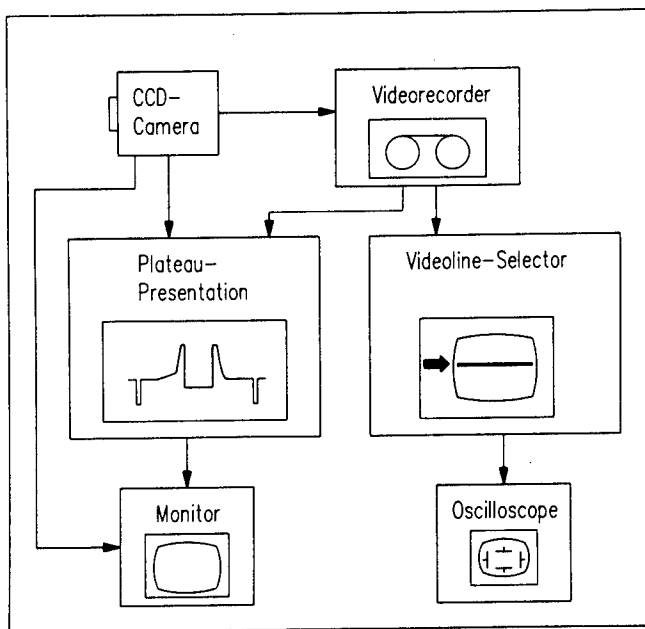 CCD-
Camera
Videorecorder
Plateau-
Presentation
Videoline-Selector
Monitor
Oscilloscope